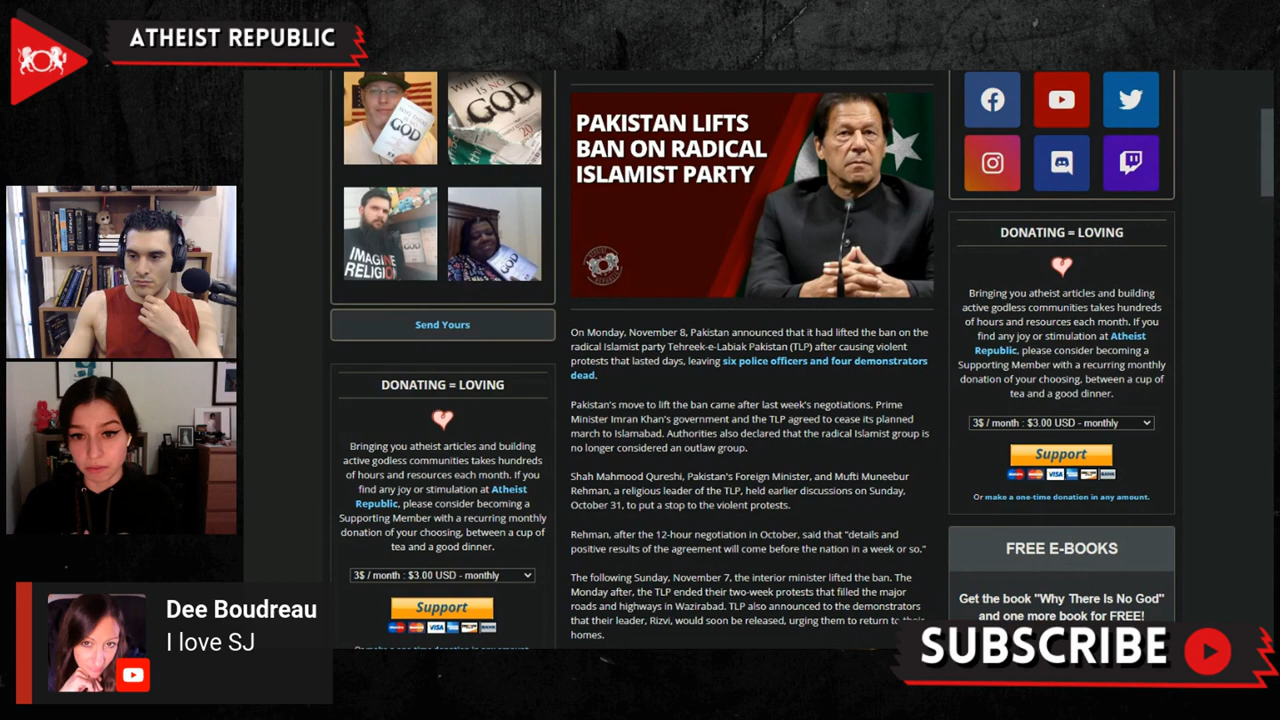 ATHEIST REPUBLIC
WHY THERE
IS NO
GOD
GOD
20
IMAGINE
RELIGION
GOD
Send Yours
DONATING = LOVING
Bringing you atheist articles and building
active godless communities takes hundreds
of hours and resources each month. If you
find any joy or stimulation at Atheist
Republic, please consider becoming a
Supporting Member with a recurring monthly
donation of your choosing, between a cup of
tea and a good dinner.
3$ / month : $3.00 USD - monthly
Support
VISA
BANK
PAKISTAN LIFTS
BAN ON RADICAL
ISLAMIST PARTY
On Monday, November 8, Pakistan announced that it had lifted the ban on the
radical Islamist party Tehreek-e-Labiak Pakistan (TLP) after causing violent
protests that lasted days, leaving six police officers and four demonstrators
dead.
Pakistan's move to lift the ban came after last week's negotiations. Prime
Minister Imran Khan's government and the TLP agreed to cease its planned
march to Islamabad. Authorities also declared that the radical Islamist group is
no longer considered an outlaw group.
Shah Mahmood Qureshi, Pakistan's Foreign Minister, and Mufti Muneebur
Rehman, a religious leader of the TLP, held earlier discussions on Sunday,
October 31, to put a stop to the violent protests.
Rehman, after the 12-hour negotiation in October, said that "details and
positive results of the agreement will come before the nation in a week or so."
The following Sunday, November 7, the interior minister lifted the ban. The
Monday after, the TLP ended their two-week protests that filled the major
roads and highways in Wazirabad. TLP also announced to the demonstrators
that their leader, Rizvi, would soon be released, urging them to return to their
homes.
DONATING = LOVING
Bringing you atheist articles and building
active godless communities takes hundreds
of hours and resources each month. If you
find any joy or stimulation at Atheist
Republic, please consider becoming a
Supporting Member with a recurring monthly
donation of your choosing, between a cup of
tea and a good dinner.
3$ / month : $3.00 USD - monthly
Support
VISA
BANK
Or make a one-time donation in any amount.
FREE E-BOOKS
Get the book "Why There Is No God"
and one more book for FREE!
Dee Boudreau
I love SJ
SUBSCRIBE